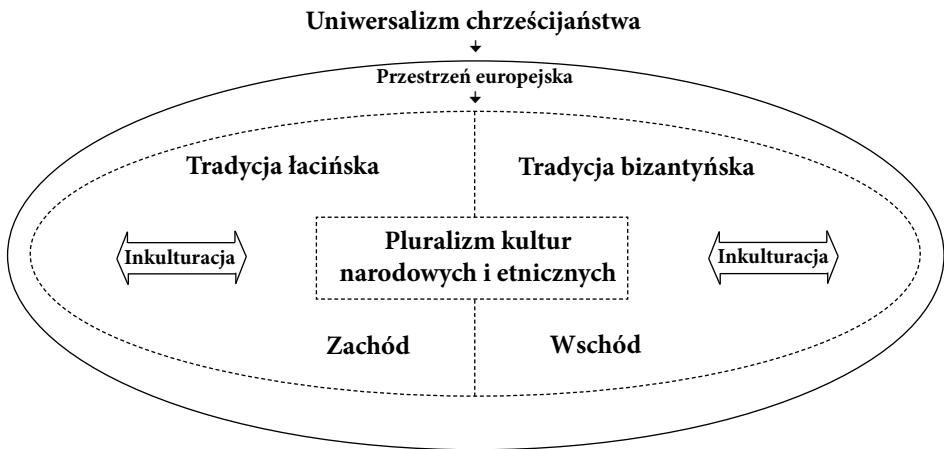 Uniwersalizm chrześcijaństwa
Przestrzeń europejska
Tradycja łacińska
Tradycja bizantyńska
Inkulturacja
Pluralizm kultur
narodowych i etnicznych
Inkulturacja
Zachód
Wschód